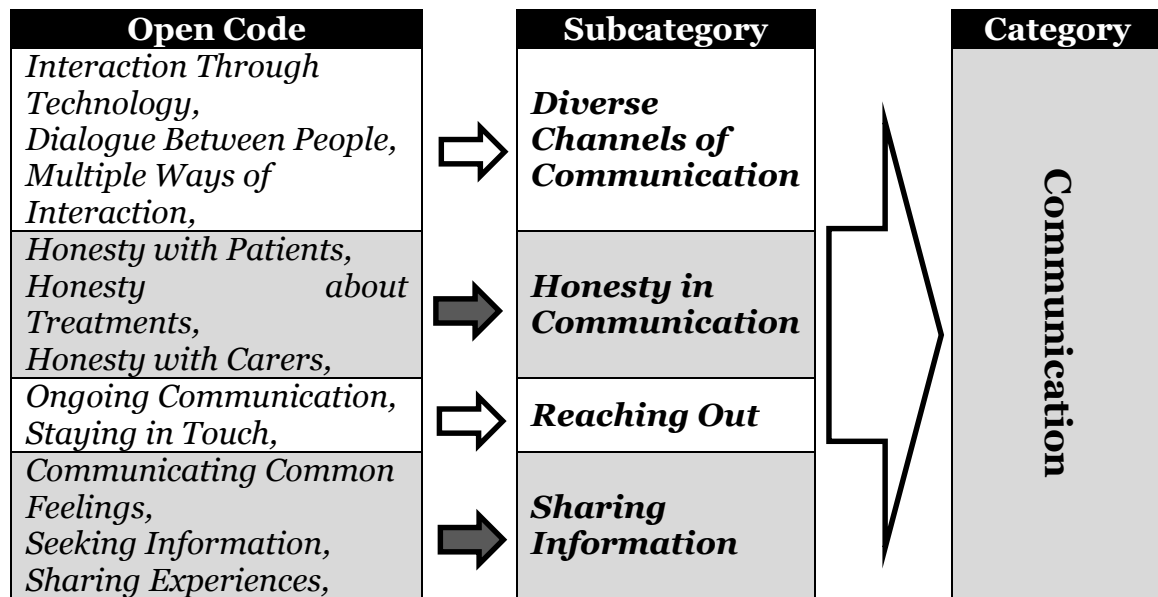 Open Code
Subcategory
Category
Interaction Through
Technology,
Dialogue Between People,
Multiple Ways of
Interaction,
Diverse
Channels of
Communication
Honesty with Patients,
Honesty about
Treatments,
Honesty with Carers,
Honesty in
Communication
Ongoing Communication,
Staying in Touch,
Reaching Out
Communicating Common
Feelings,
Seeking Information,
Sharing Experiences,
Sharing
Information
Communication